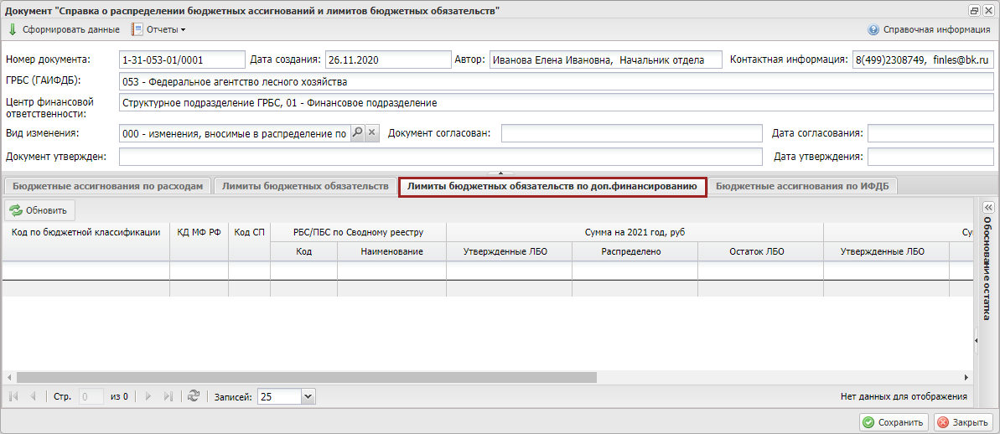 Документ "Справка о распределении бюджетных ассигнований и лимитов бюджетных обязательств"
Сформировать данные Отчеты Справочная информация
Номер документа: 1-31-053-01/0001 Дата создания: 26.11.2020 Автор: Иванова Елена Ивановна, Начальник отдела Контактная информация: 8(499)2308749, finles@bk.ru
ГРБС (ГАИФДБ): 053 - Федеральное агентство лесного хозяйства
Центр финансовой ответственности: Структурное подразделение ГРБС, 01 - Финансовое подразделение
Вид изменения: 000 - изменения, вносимые в распределение по Документ согласован: Дата согласования:
Документ утвержден: Дата утверждения:
Бюджетные ассигнования по расходам Лимиты бюджетных обязательств Лимиты бюджетных обязательств по доп.финансированию Бюджетные ассигнования по ИФДБ
Обновить
Код по бюджетной классификации КД МФ РФ Код СП РБС/ПБС по Сводному реестру Сумма на 2021 год, руб Су
Код Наименование Утвержденные ЛБО Распределено Остаток ЛБО Утвержденные ЛБО
Обоснование остатка
Стр. 0 из 0 Записей: 25 Нет данных для отображения
Сохранить Закрыть